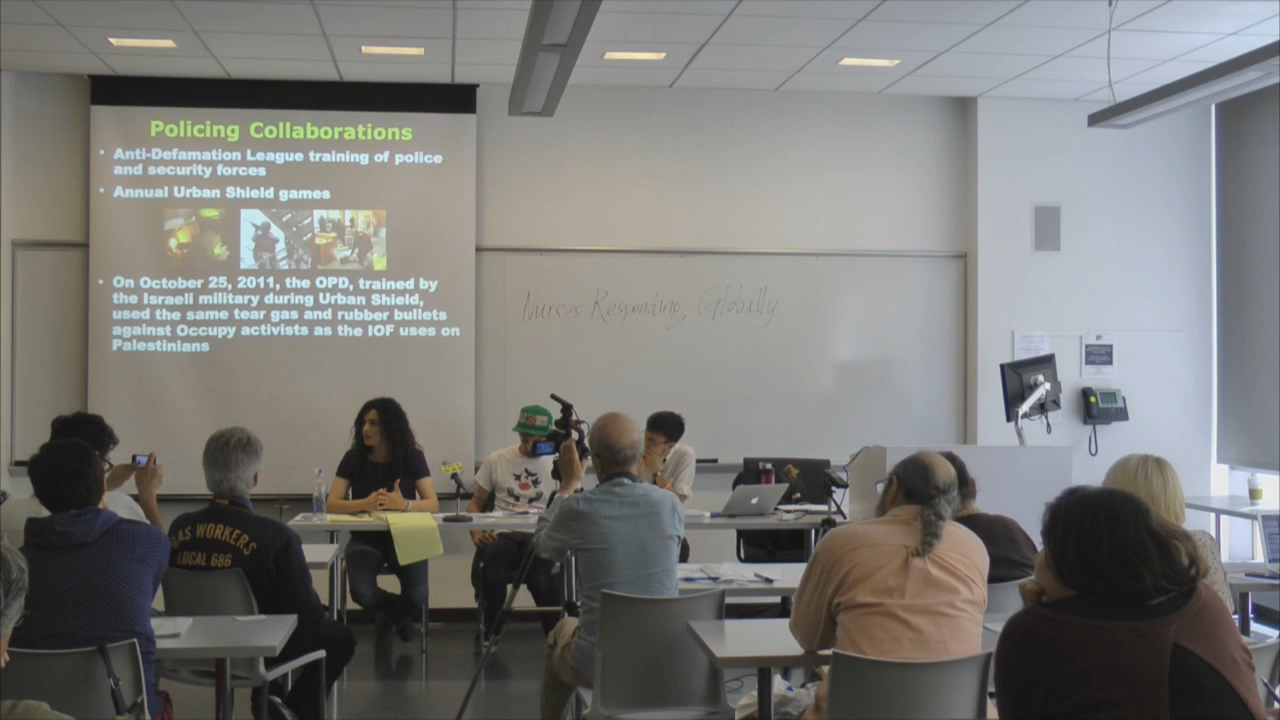 Policing Collaborations
• Anti-Defamation League training of police
and security forces
• Annual Urban Shield games
• On October 25, 2011, the OPD, trained by
the Israeli military during Urban Shield,
used the same tear gas and rubber bullets
against Occupy activists as the IOF uses on
Palestinians
Nurses Responding Globally
GAS WORKERS
LOCAL 686